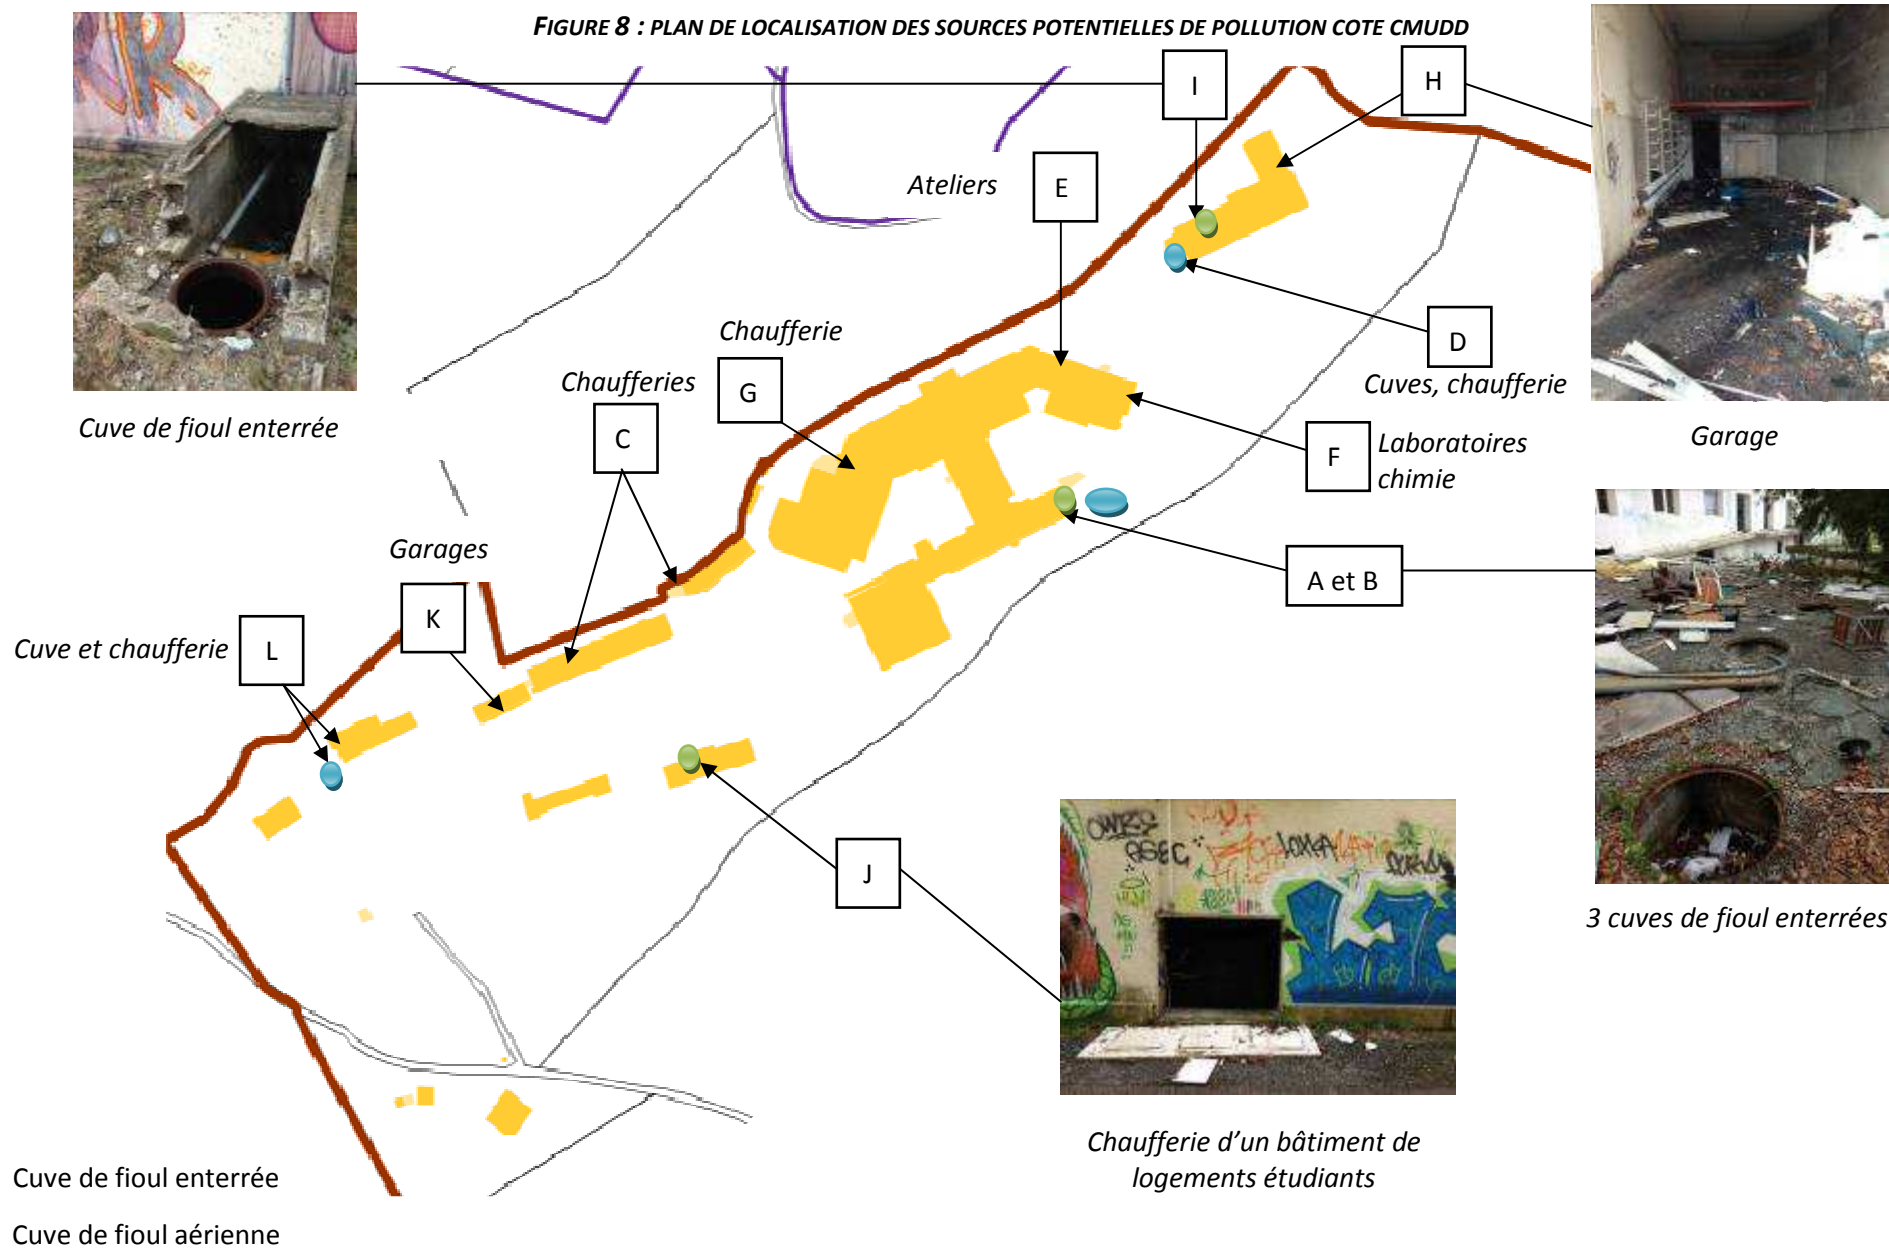 FIGURE 8 : PLAN DE LOCALISATION DES SOURCES POTENTIELLES DE POLLUTION COTE CMUDD
I
H
Ateliers
E
Chaufferie
G
D
Cuves, chaufferie
Chaufferies
C
Cuve de fioul enterrée
F
Laboratoires
chimie
Garage
Garages
K
A et B
Cuve et chaufferie
L
J
3 cuves de fioul enterrées
Chaufferie d'un bâtiment de
logements étudiants
Cuve de fioul enterrée
Cuve de fioul aérienne